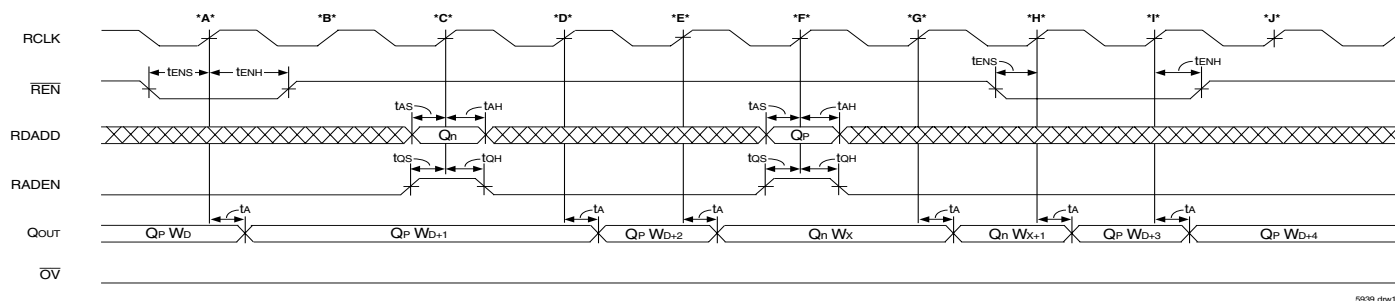 *A* *B* *C* *D* *E* *F* *G* *H* *I* *J*
RCLK
tENS tENH tENS tENH
REN
tAS tAH tAS tAH
RDADD Qn QP
tQS tQH tQS tQH
RADEN
tA tA tA tA tA tA
QOUT QP WD QP WD+1 QP WD+2 Qn WX Qn WX+1 QP WD+3 QP WD+4
OV